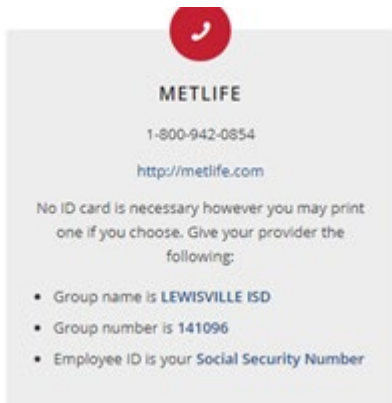 METLIFE
1-800-942-0854
http://metlife.com
No ID card is necessary however you may print
one if you choose. Give your provider the
following:
• Group name is LEWISVILLE ISD
• Group number is 141096
• Employee ID is your Social Security Number